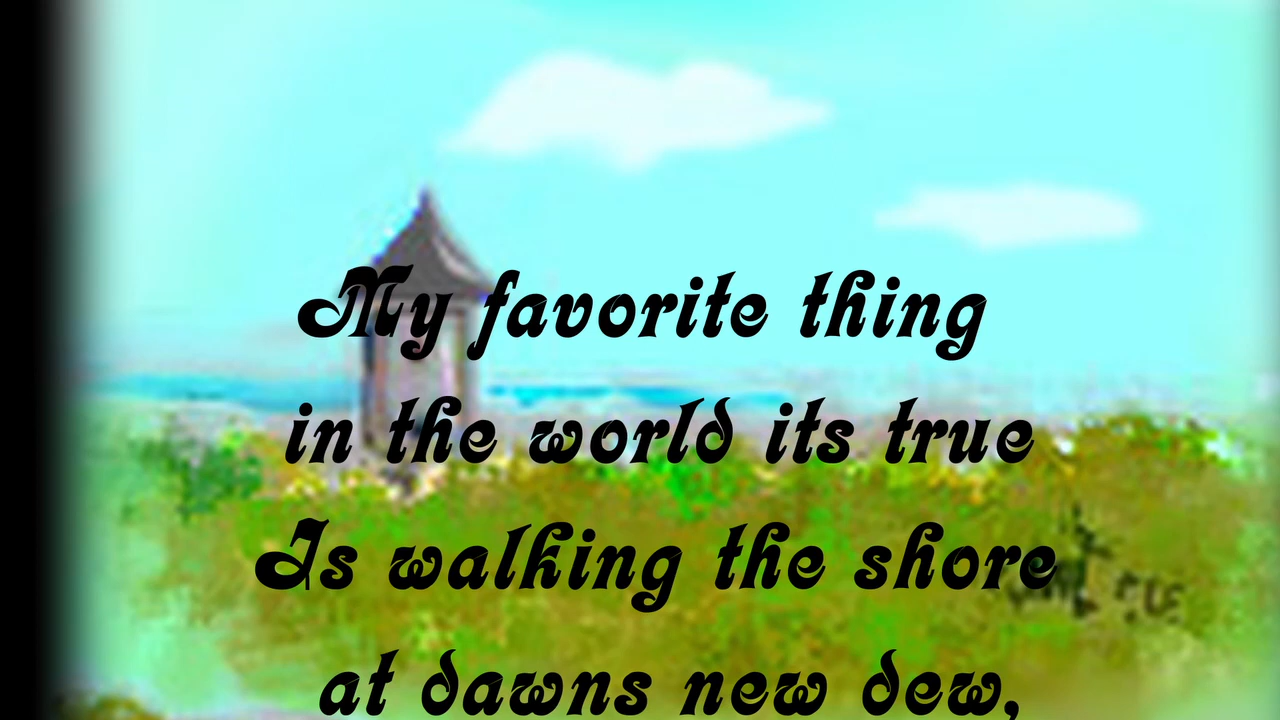 My favorite thing
in the world its true
Is walking the shore
at dawns new dew,